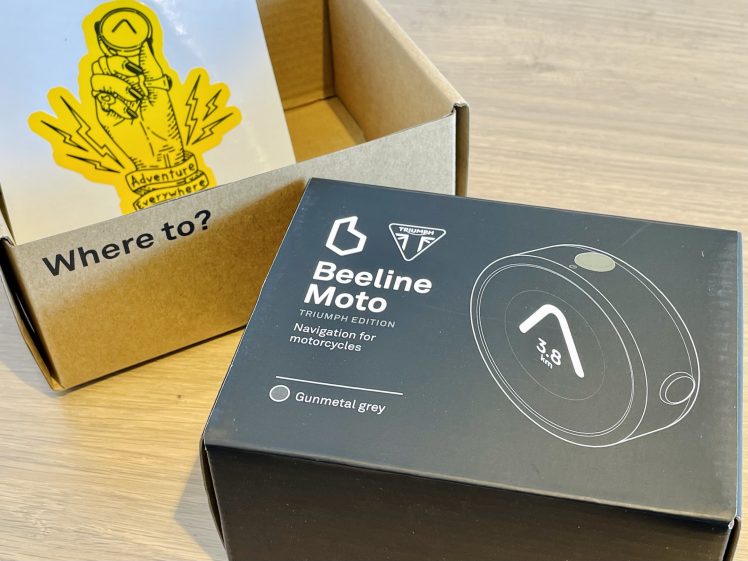 Adventure
Everywhere
Where to?
TRIUMPH
Beeline
Moto
TRIUMPH EDITION
Navigation for
motorcycles
Gunmetal grey
3.8
km